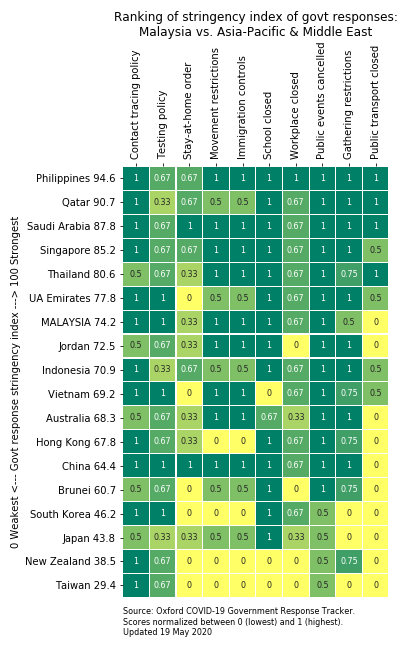 Ranking of stringency index of govt responses:
Malaysia vs. Asia-Pacific & Middle East
Contact tracing policy
Testing policy
Stay-at-home order
Movement restrictions
Immigration controls
School closed
Workplace closed
Public events cancelled
Gathering restrictions
Public transport closed
0 Weakest <--- Govt response stringency index ---> 100 Strongest
Philippines 94.6 1 0.67 0.67 1 1 1 1 1 1 1
Qatar 90.7 1 0.33 0.67 0.5 0.5 1 0.67 1 1 1
Saudi Arabia 87.8 1 0.67 1 1 1 1 0.67 1 1 1
Singapore 85.2 1 0.67 0.67 1 1 1 0.67 1 1 0.5
Thailand 80.6 0.5 0.67 0.33 1 1 1 0.67 1 0.75 1
UA Emirates 77.8 1 1 0 0.5 0.5 1 0.67 1 1 0.5
MALAYSIA 74.2 1 1 0.33 1 1 1 0.67 1 0.5 0
Jordan 72.5 0.5 0.67 0.33 1 1 1 0 1 1 0
Indonesia 70.9 1 0.33 0.67 0.5 0.5 1 0.67 1 1 0.5
Vietnam 69.2 1 1 0 1 1 0 0.67 1 0.75 0.5
Australia 68.3 0.5 0.67 0.33 1 1 0.67 0.33 1 1 0
Hong Kong 67.8 1 0.67 0.33 0 0 1 0.67 1 0.75 0
China 64.4 1 1 1 1 1 1 0.67 1 1 0
Brunei 60.7 0.5 0.67 0 0.5 0.5 1 0 1 0.75 0
South Korea 46.2 1 1 0 0 0 1 0.67 0.5 0 0
Japan 43.8 0.5 0.33 0.33 0.5 0.5 1 0.33 0.5 0 0
New Zealand 38.5 1 0.67 0 0 0 0 0 0.5 0.75 0
Taiwan 29.4 1 0.67 0 0 0 0 0 0.5 0 0
Source: Oxford COVID-19 Government Response Tracker.
Scores normalized between 0 (lowest) and 1 (highest).
Updated 19 May 2020